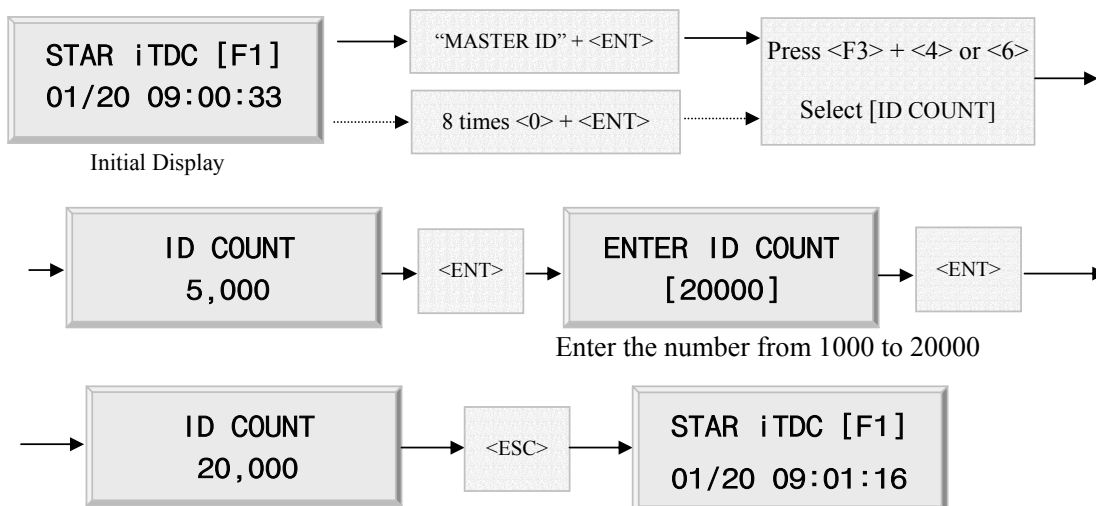 STAR iTDC [F1]
01/20 09:00:33
Initial Display
“MASTER ID” + <ENT>
8 times <0> + <ENT>
Press <F3> + <4> or <6>
Select [ID COUNT]
ID COUNT
5,000
<ENT>
ENTER ID COUNT
[20000]
Enter the number from 1000 to 20000
<ENT>
ID COUNT
20,000
<ESC>
STAR iTDC [F1]
01/20 09:01:16